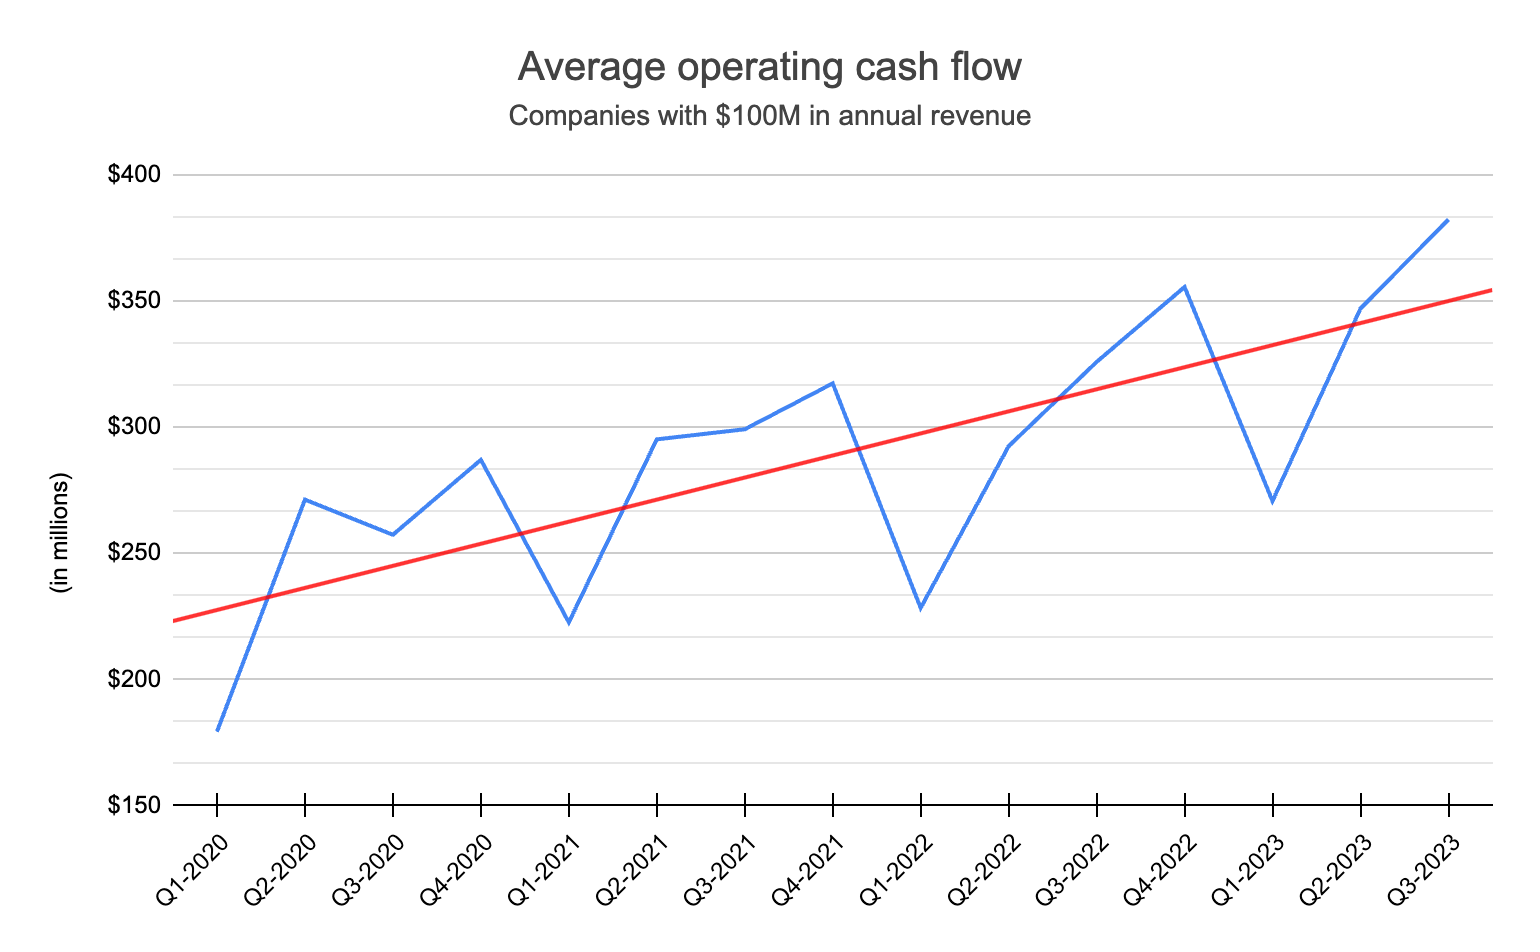 Average operating cash flow
Companies with $100M in annual revenue
$400
$350
$300
$250
$200
$150
(in millions)
Q1-2020
Q2-2020
Q3-2020
Q4-2020
Q1-2021
Q2-2021
Q3-2021
Q4-2021
Q1-2022
Q2-2022
Q3-2022
Q4-2022
Q1-2023
Q2-2023
Q3-2023